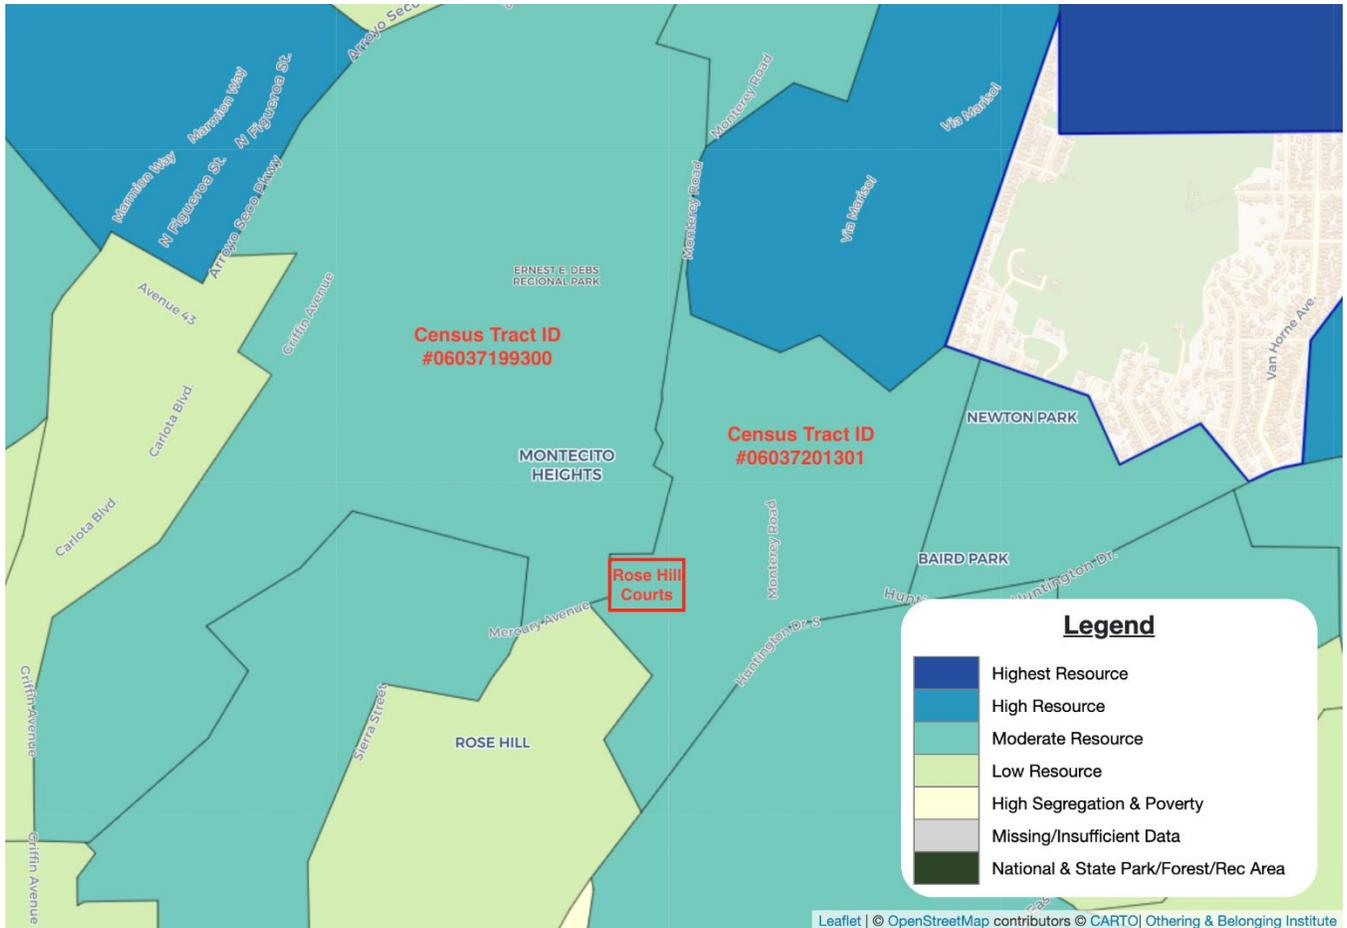 Arroyo Seco
Marmion Way
N Figueroa St.
Marmion Way
N Figueroa St.
Arroyo Seco Pkwy
Monterey Road
Via Marisol
Monterey Road
Via Marisol
ERNEST E. DEBS
REGIONAL PARK
Avenue 43
Griffin Avenue
Census Tract ID
#06037199300
Van Horne Ave.
Carlota Blvd.
NEWTON PARK
Census Tract ID
#06037201301
MONTECITO
HEIGHTS
Carlota Blvd.
Monterey Road
BAIRD PARK
Rose Hill
Courts
Huntington Dr.
Mercury Avenue
Huntington Dr. S
Griffin Avenue
Sierra Street
ROSE HILL
Griffin Avenue
Legend
Highest Resource
High Resource
Moderate Resource
Low Resource
High Segregation & Poverty
Missing/Insufficient Data
National & State Park/Forest/Rec Area
Leaflet | © OpenStreetMap contributors © CARTO| Othering & Belonging Institute